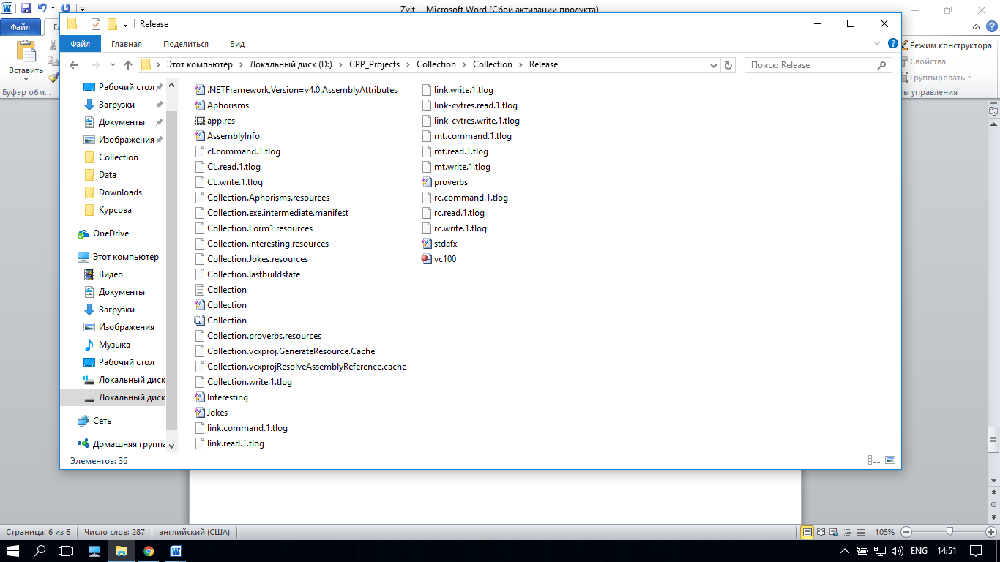 Zvit - Microsoft Word (Сбой активации продукта)
Файл
Вставить
Буфер обм...
Режим конструктора
Свойства
Группировать
Release
Файл
Главная
Поделиться
Вид
Этот компьютер
Локальный диск (D:)
CPP_Projects
Collection
Collection
Release
Поиск: Release
Рабочий стол
Загрузки
Документы
Изображения
Collection
Data
Downloads
Курсова
OneDrive
Этот компьютер
Видео
Документы
Загрузки
Изображения
Музыка
Рабочий стол
Локальный диск
Локальный диск
Сеть
Домашняя группа
.NETFramework,Version=v4.0.AssemblyAttributes
Aphorisms
app.res
AssemblyInfo
cl.command.1.tlog
CL.read.1.tlog
CL.write.1.tlog
Collection.Aphorisms.resources
Collection.exe.intermediate.manifest
Collection.Form1.resources
Collection.Interesting.resources
Collection.Jokes.resources
Collection.lastbuildstate
Collection
Collection
Collection
Collection.proverbs.resources
Collection.vcxproj.GenerateResource.Cache
Collection.vcxprojResolveAssemblyReference.cache
Collection.write.1.tlog
Interesting
Jokes
link.command.1.tlog
link.read.1.tlog
link.write.1.tlog
link-cvtres.read.1.tlog
link-cvtres.write.1.tlog
mt.command.1.tlog
mt.read.1.tlog
mt.write.1.tlog
proverbs
rc.command.1.tlog
rc.read.1.tlog
rc.write.1.tlog
stdafx
vc100
Элементов: 36
Страница: 6 из 6
Число слов: 287
английский (США)
105%
ENG
14:51